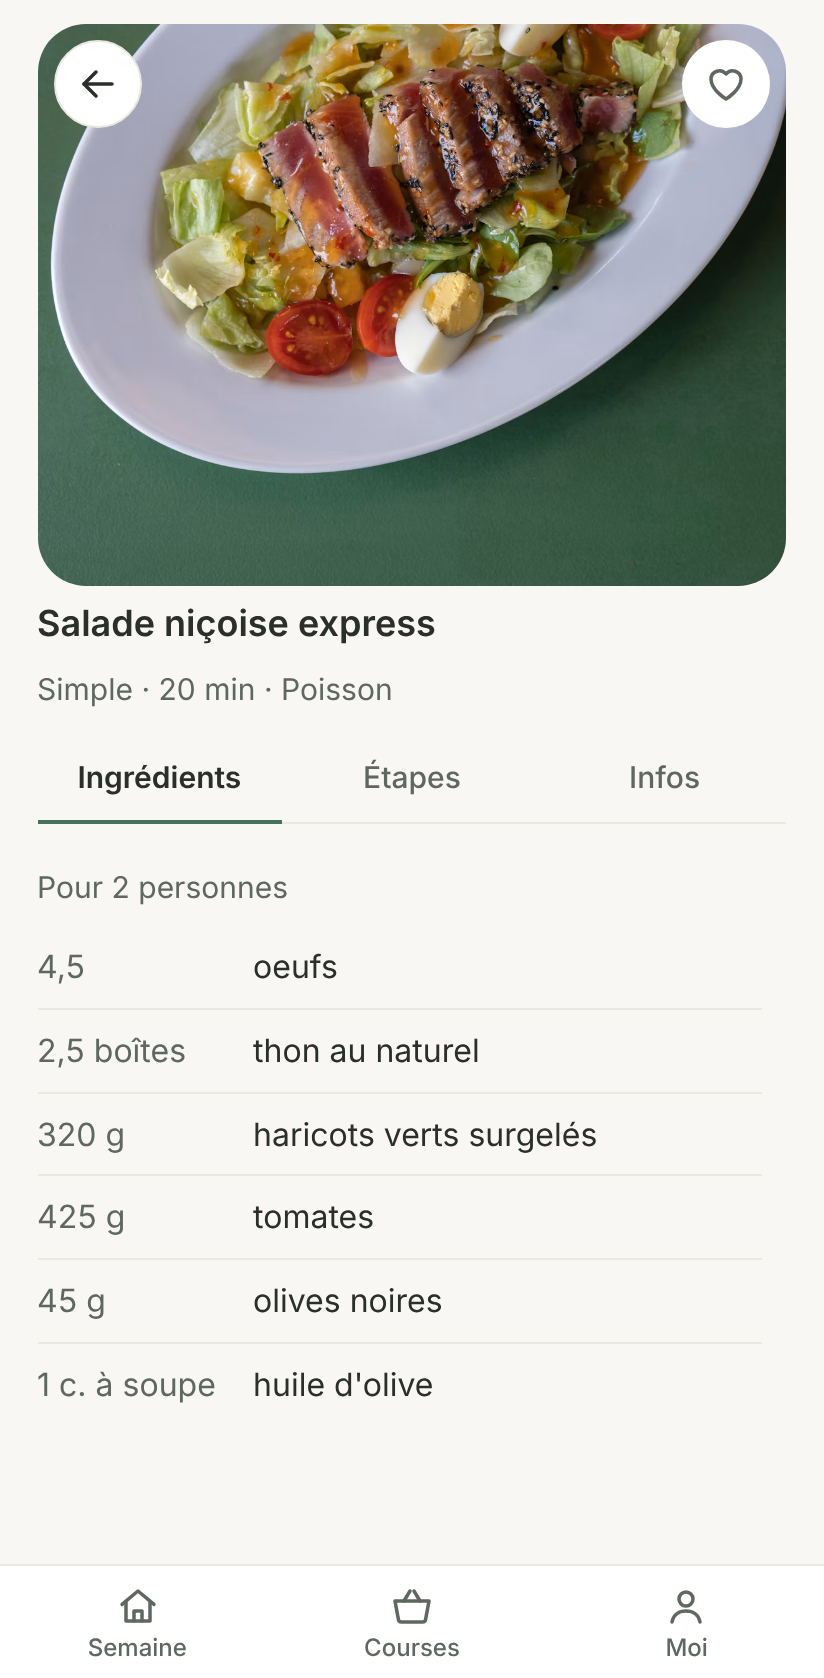 Salade niçoise express
Simple · 20 min · Poisson
Ingrédients Étapes Infos
Pour 2 personnes
4,5 oeufs
2,5 boîtes thon au naturel
320 g haricots verts surgelés
425 g tomates
45 g olives noires
1 c. à soupe huile d'olive
Semaine Courses Moi